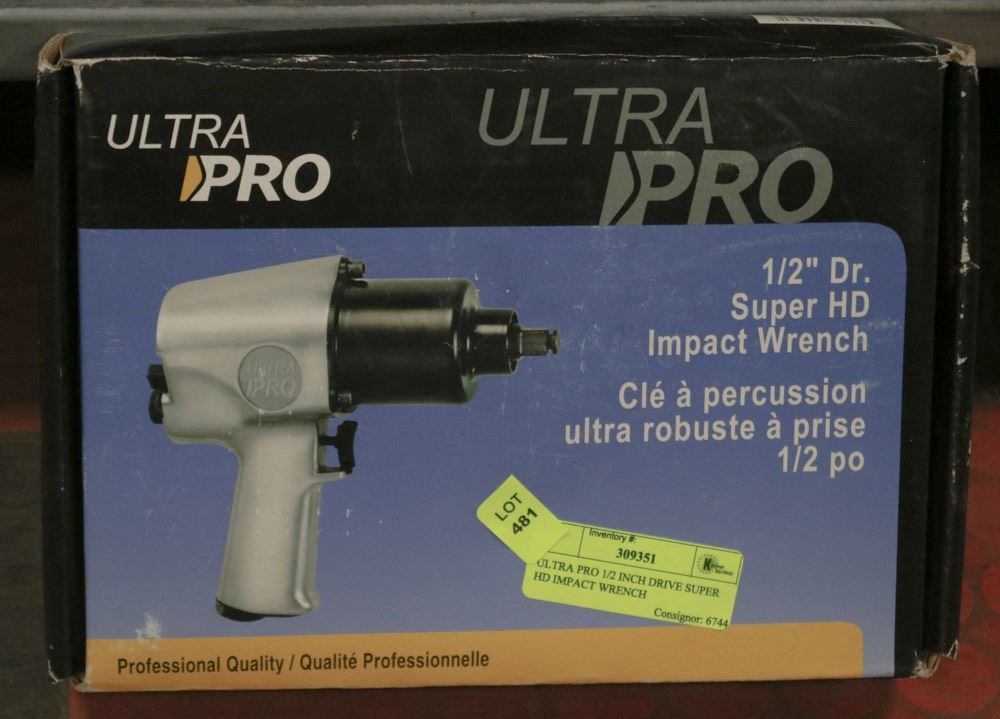 ULTRA
PRO
ULTRA
PRO
1/2" Dr.
Super HD
Impact Wrench
Clé à percussion
ultra robuste à prise
1/2 po
ULTRA
PRO
LOT
481
Inventory #:
309351
ULTRA PRO 1/2 INCH DRIVE SUPER
HD IMPACT WRENCH
Consignor: 6744
Professional Quality / Qualité Professionnelle